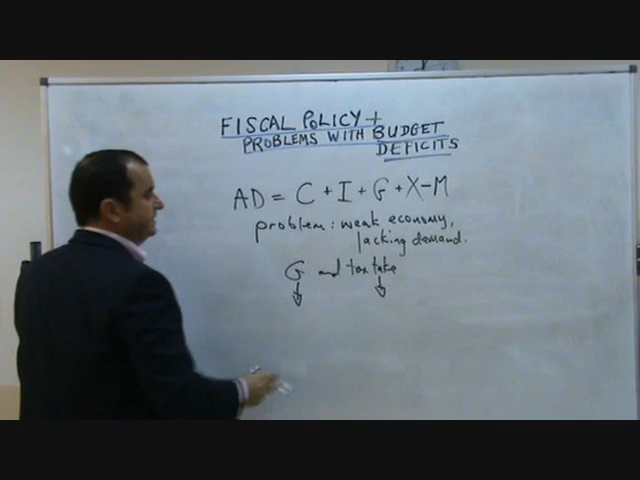 FISCAL POLICY +
PROBLEMS WITH BUDGET
DEFICITS
AD = C + I + G + X - M
problem: weak economy,
lacking demand.
G and tax take
↓ ↓